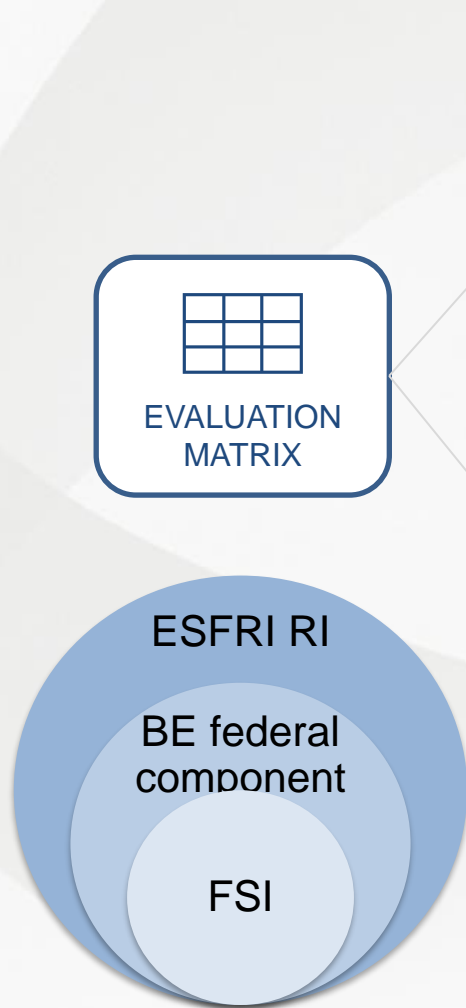 EVALUATION
MATRIX
ESFRI RI
BE federal
component
FSI